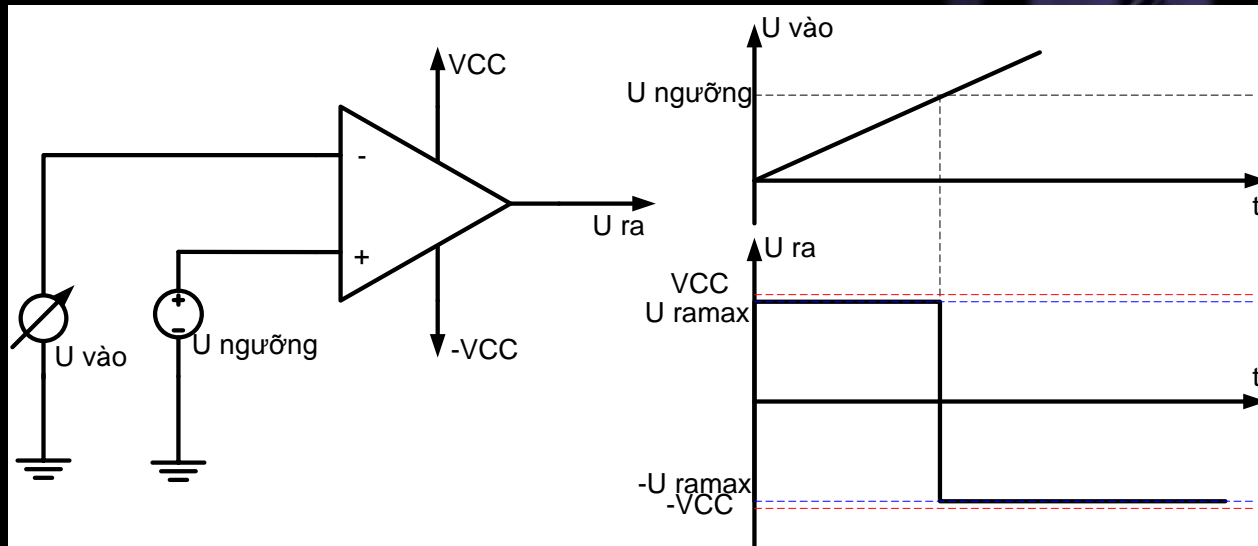 VCC
-
+
U ra
-VCC
+
-
U vào
U ngưỡng
U vào
U ngưỡng
t
U ra
VCC
U ramax
t
-U ramax
-VCC